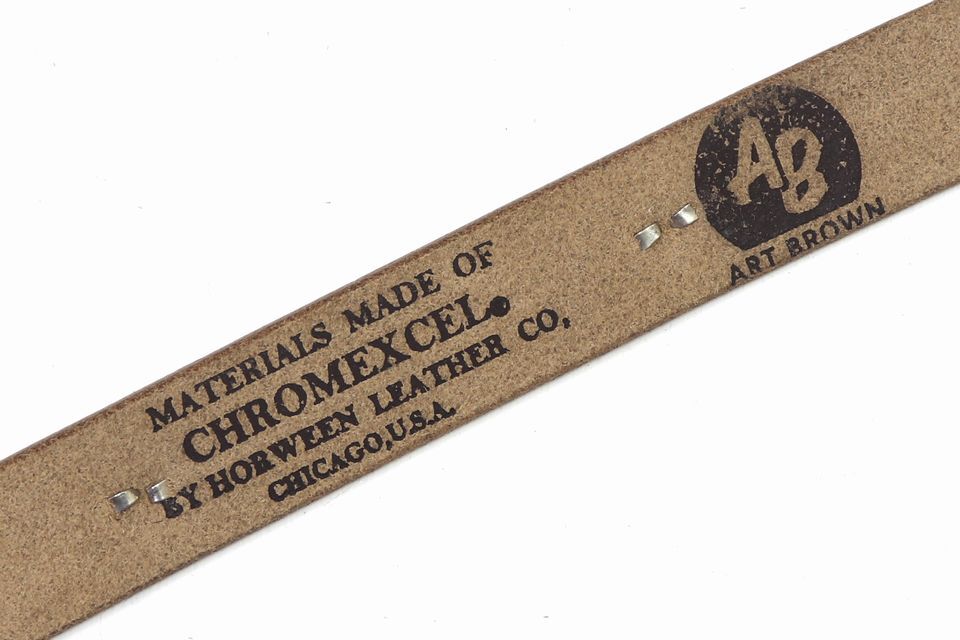 MATERIALS MADE OF
CHROMEXCEL.
BY HORWEEN LEATHER CO,
CHICAGO,U.S.A.
AB
ART BROWN